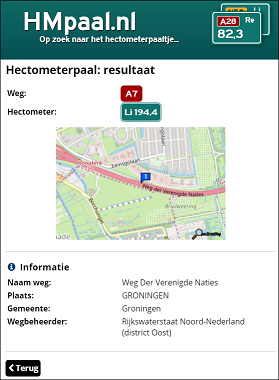 HMpaal.nl
Op zoek naar het hectometerpaaltje...
Li
A28 Re
82,3
Hectometerpaal: resultaat
Weg: A7
Hectometer: Li 194,4
1
Weg Der Verenigde Naties
i Informatie
Naam weg: Weg Der Verenigde Naties
Plaats: GRONINGEN
Gemeente: Groningen
Wegbeheerder: Rijkswaterstaat Noord-Nederland
(district Oost)
Terug